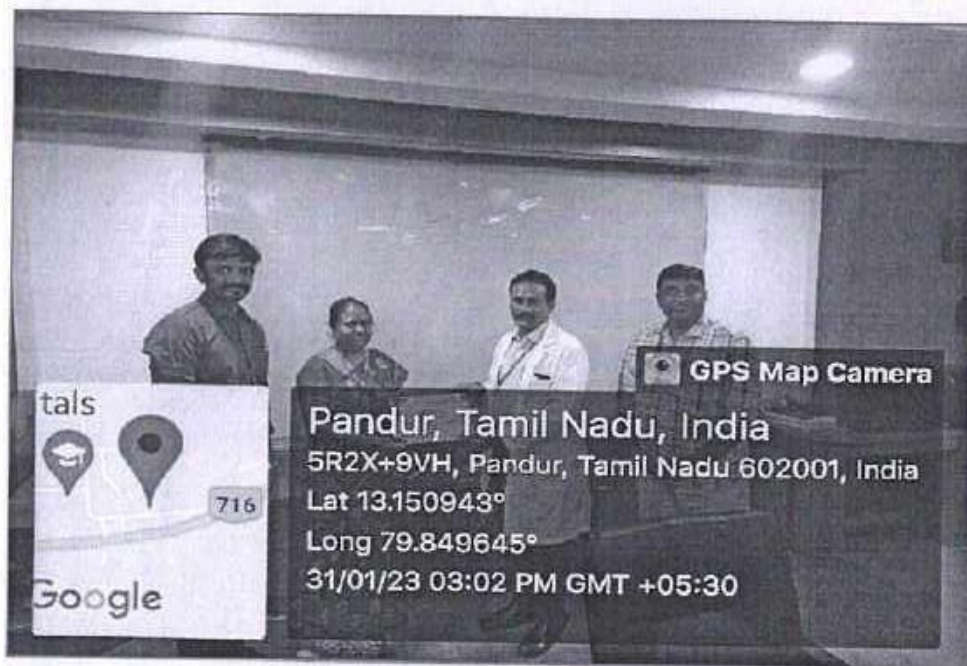 GPS Map Camera
tals
716
Google
Pandur, Tamil Nadu, India
5R2X+9VH, Pandur, Tamil Nadu 602001, India
Lat 13.150943°
Long 79.849645°
31/01/23 03:02 PM GMT +05:30